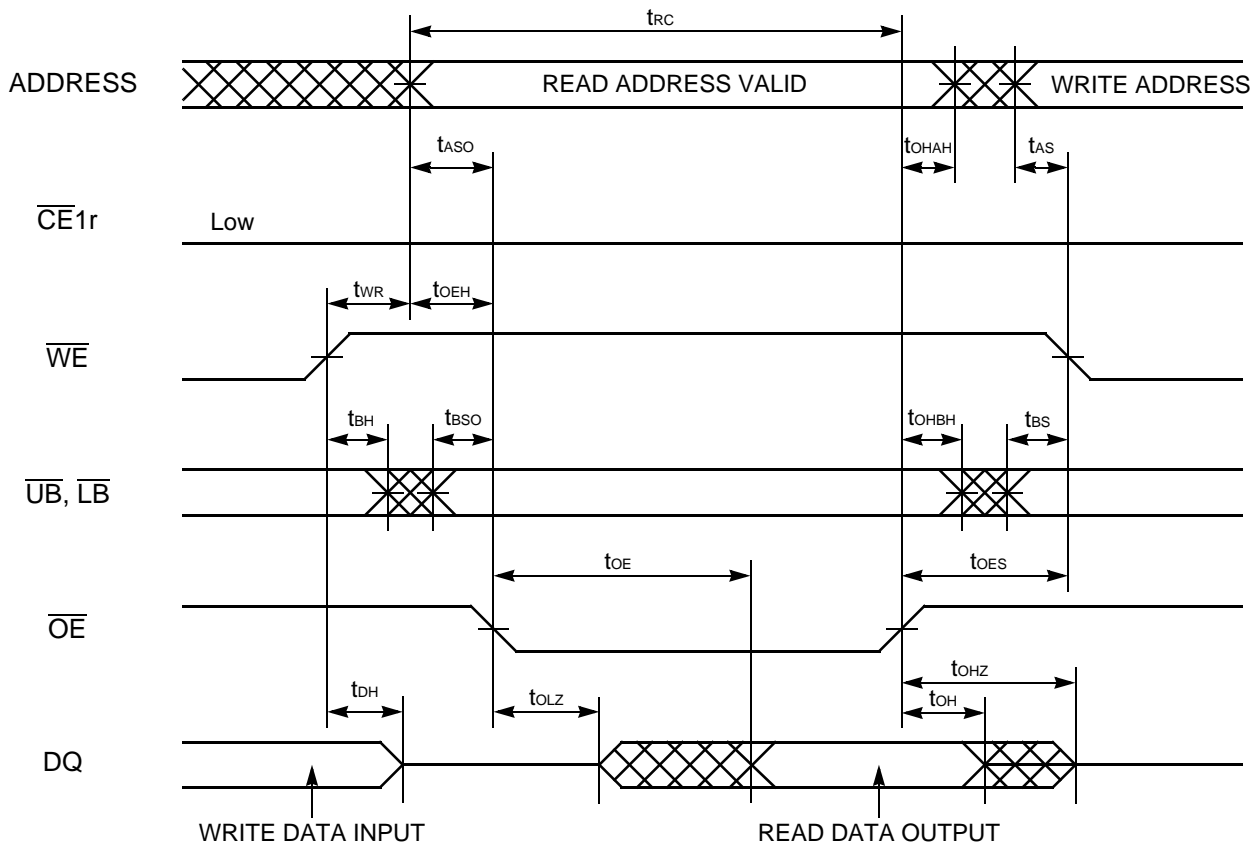 tRC
ADDRESS
READ ADDRESS VALID
WRITE ADDRESS
tASO
tOHAH
tAS
CE1r
Low
tWR
tOEH
WE
tBH
tBSO
tOHBH
tBS
UB, LB
tOE
tOES
OE
tOHZ
tDH
tOLZ
tOH
DQ
WRITE DATA INPUT
READ DATA OUTPUT